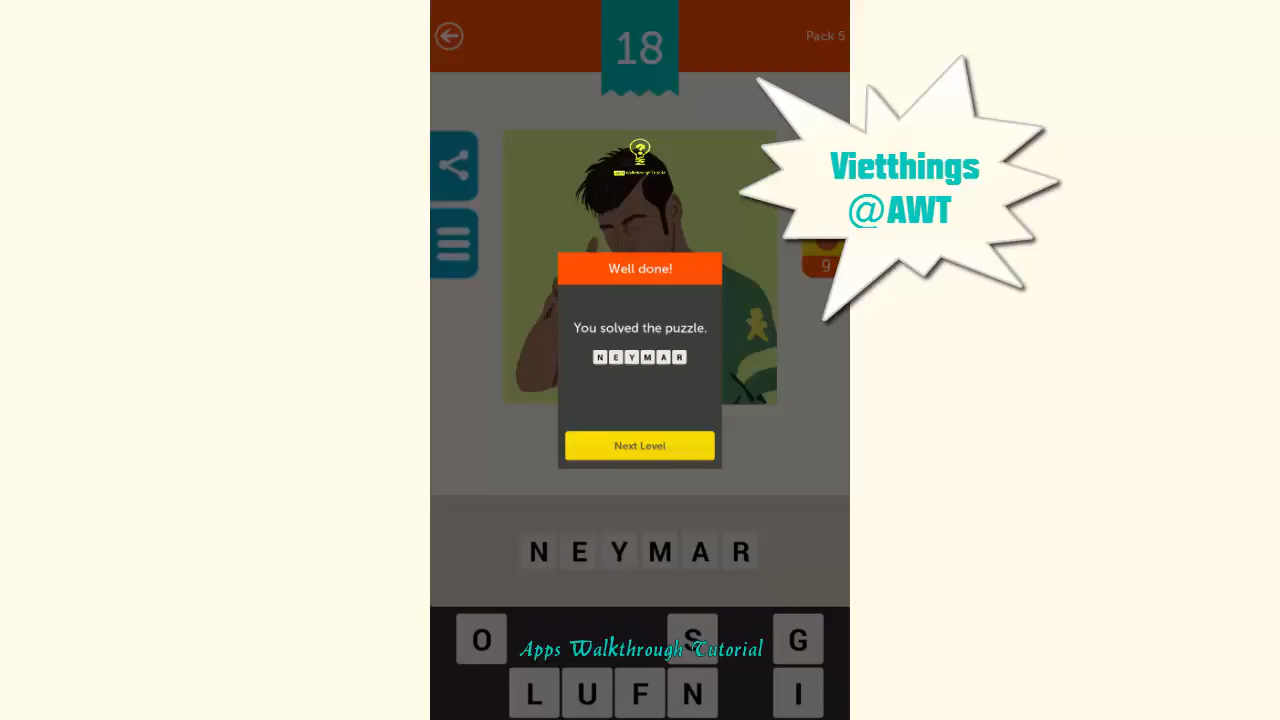 18
Pack 5
Vietthings
@AWT
?
9
Well done!
You solved the puzzle.
NEYMAR
Next Level
NEYMAR
O S G
Apps Walkthrough Tutorial
L U F N I